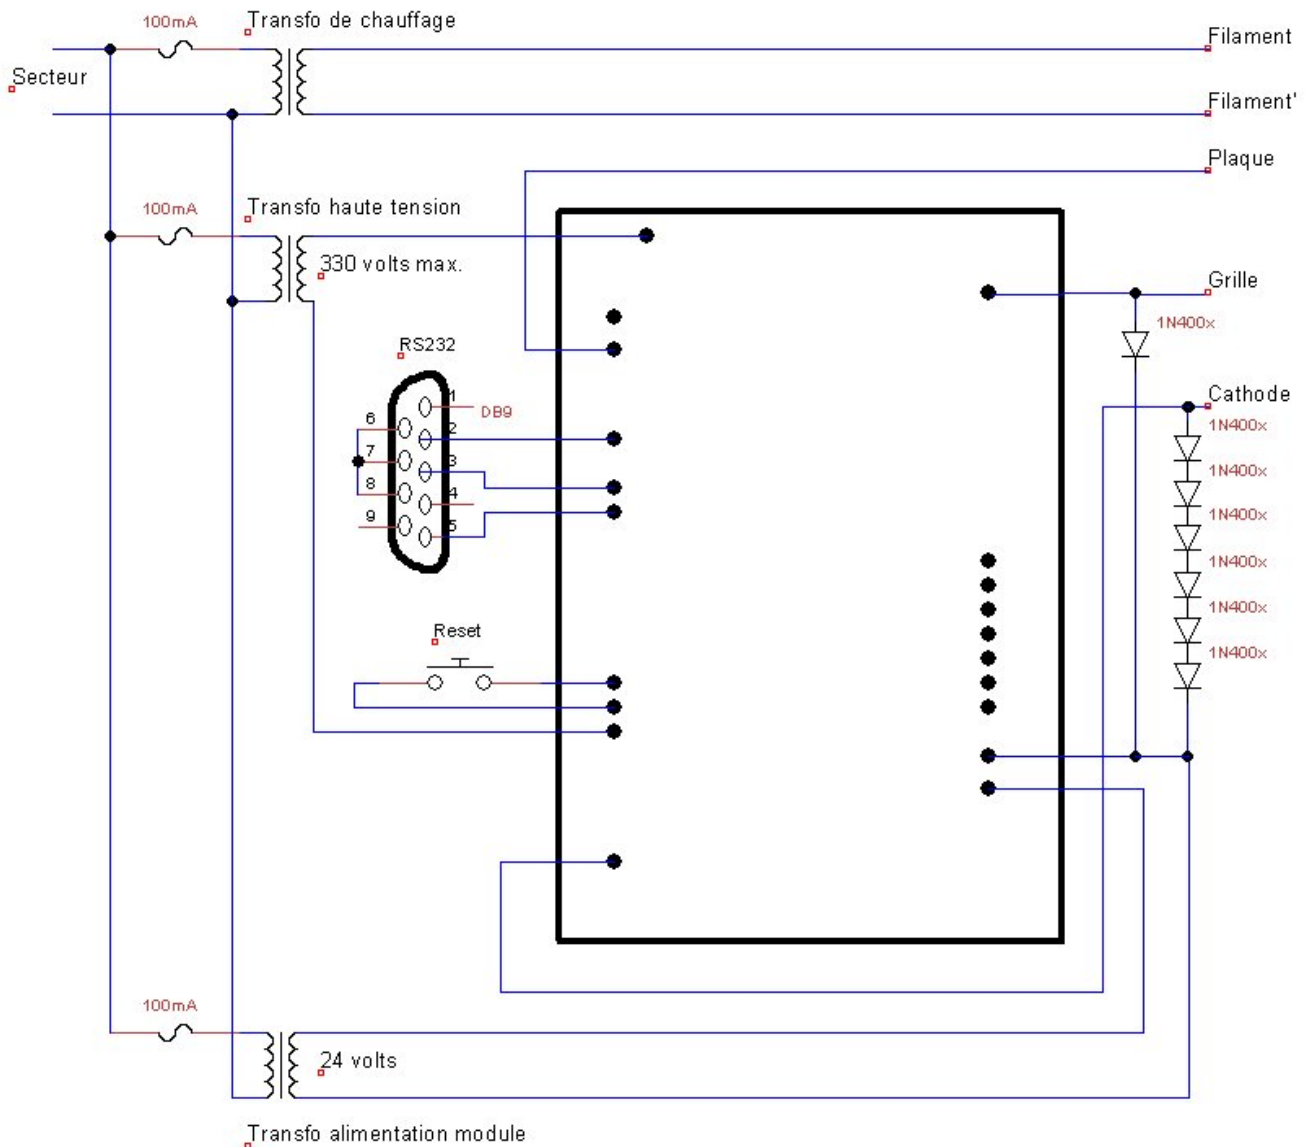 100mA
Transfo de chauffage
Filament
Secteur
Filament'
Plaque
100mA
Transfo haute tension
330 volts max.
Grille
1N400x
RS232
Cathode
1
DB9
6
2
1N400x
7
3
1N400x
8
4
1N400x
9
5
1N400x
1N400x
Reset
1N400x
100mA
24 volts
Transfo alimentation module